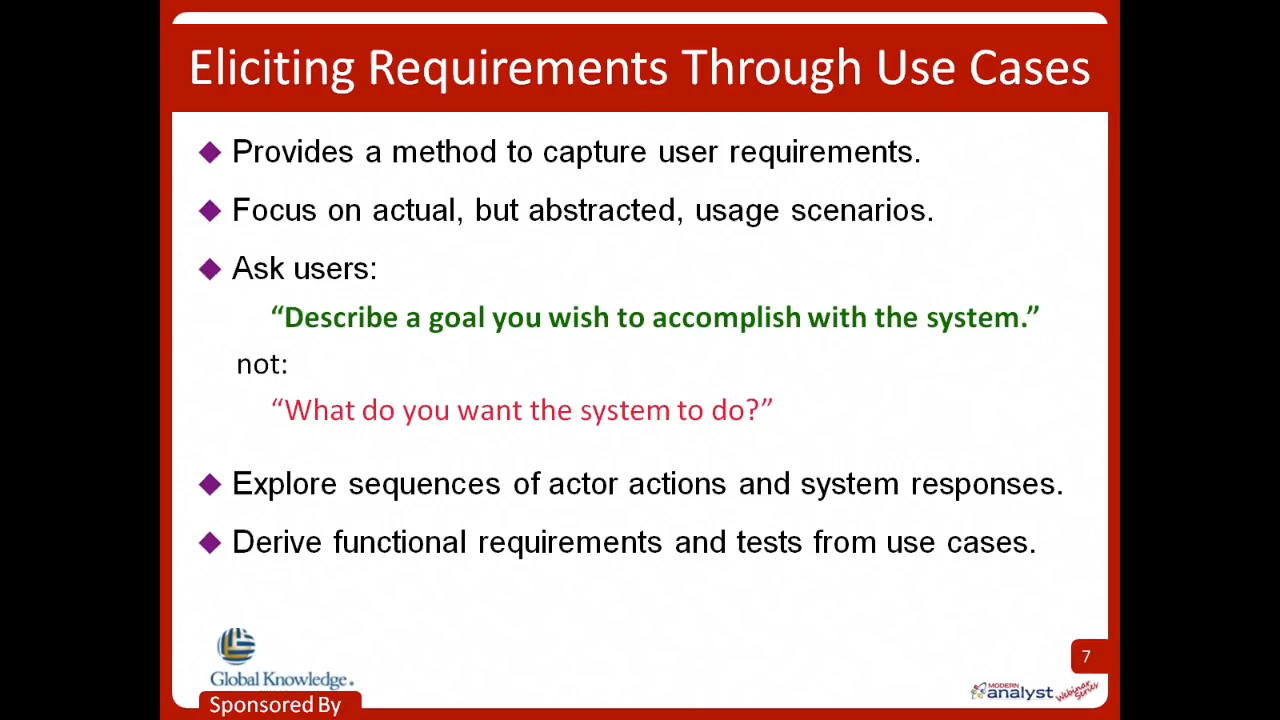 Eliciting Requirements Through Use Cases
Provides a method to capture user requirements.
Focus on actual, but abstracted, usage scenarios.
Ask users:
“Describe a goal you wish to accomplish with the system.”
not:
“What do you want the system to do?”
Explore sequences of actor actions and system responses.
Derive functional requirements and tests from use cases.
7
Global Knowledge.
MODERN
analyst Webinar
Series
Sponsored By